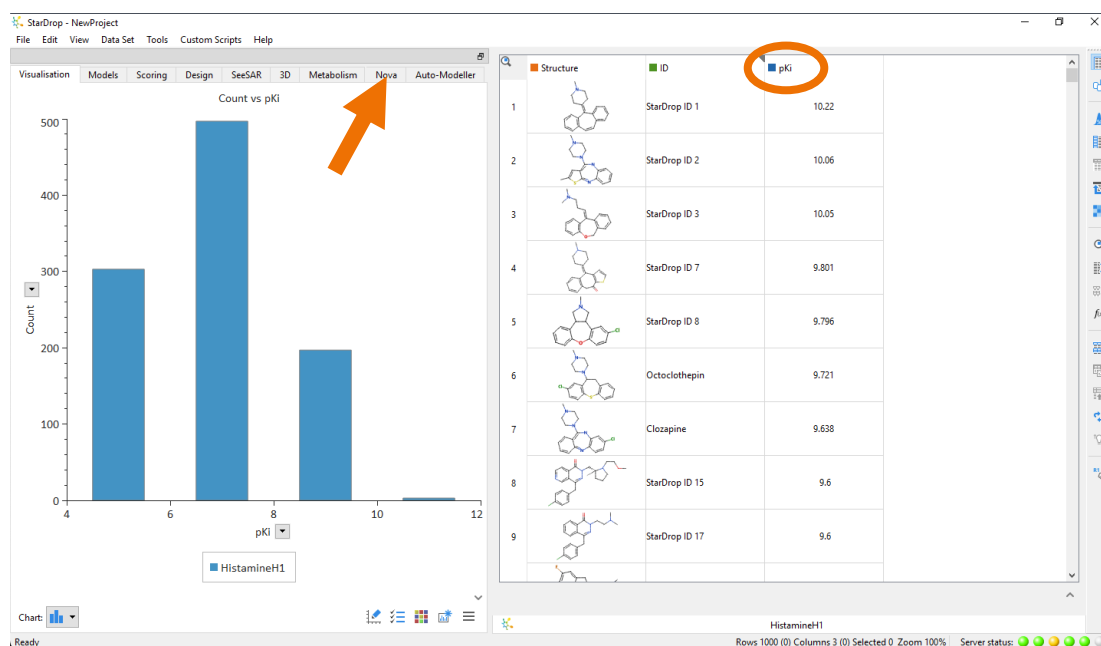 StarDrop - NewProject
File Edit View Data Set Tools Custom Scripts Help
Visualisation Models Scoring Design SeeSAR 3D Metabolism Nova Auto-Modeller
Count vs pKi
500
400
300
200
100
0
Count
4 6 8 10 12
pKi
HistamineH1
Chart:
Structure ID pKi
1 StarDrop ID 1 10.22
2 StarDrop ID 2 10.06
3 StarDrop ID 3 10.05
4 StarDrop ID 7 9.801
5 StarDrop ID 8 9.796
6 Octoclothepin 9.721
7 Clozapine 9.638
8 StarDrop ID 15 9.6
9 StarDrop ID 17 9.6
HistamineH1
Ready
Rows 1000 (0) Columns 3 (0) Selected 0 Zoom 100% Server status: